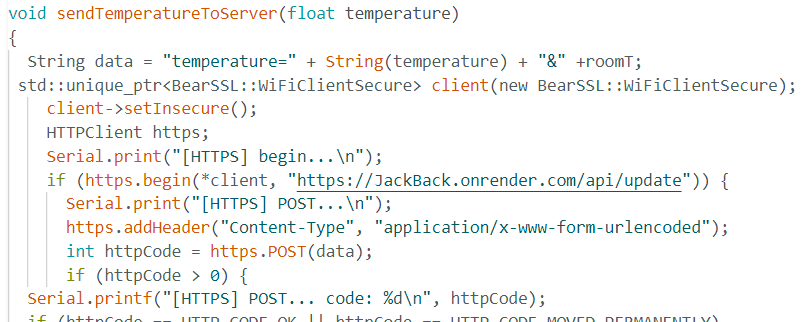 void sendTemperatureToServer(float temperature)
{
String data = "temperature=" + String(temperature) + "&" +roomT;
std::unique_ptr<BearSSL::WiFiClientSecure> client(new BearSSL::WiFiClientSecure);
client->setInsecure();
HTTPClient https;
Serial.print("[HTTPS] begin...\n");
if (https.begin(*client, "https://JackBack.onrender.com/api/update")) {
Serial.print("[HTTPS] POST...\n");
https.addHeader("Content-Type", "application/x-www-form-urlencoded");
int httpCode = https.POST(data);
if (httpCode > 0) {
Serial.printf("[HTTPS] POST... code: %d\n", httpCode);
if (httpCode == HTTP_CODE_OK || httpCode == HTTP_CODE_MOVED_PERMANENTLY)